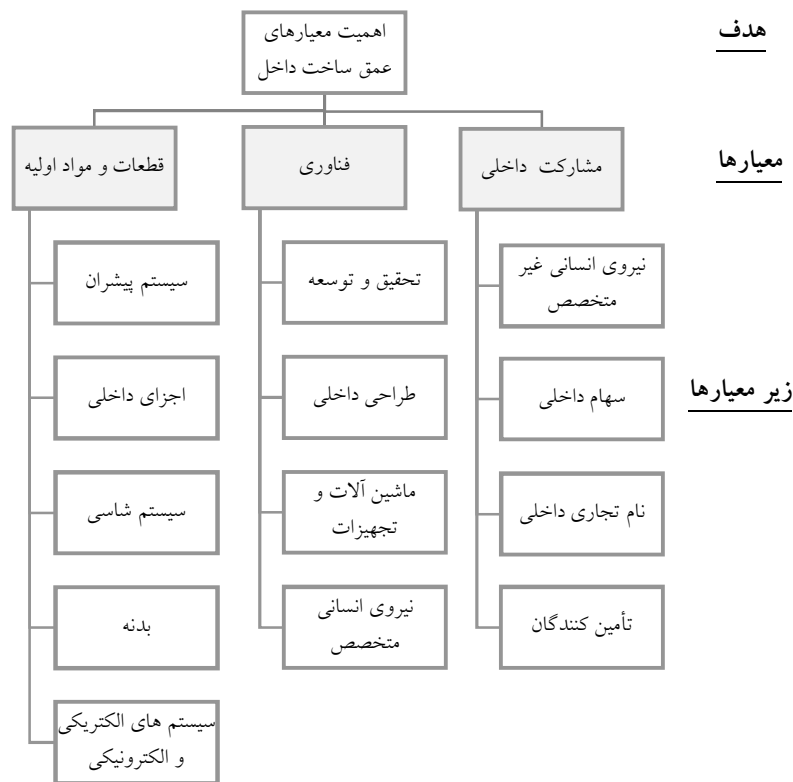 هدف
اهمیت معیارهای
عمق ساخت داخل
معیارها
مشارکت داخلی
فناوری
قطعات و مواد اولیه
زیر معیارها
نیروی انسانی غیر
متخصص
سهام داخلی
نام تجاری داخلی
تأمین کنندگان
تحقیق و توسعه
طراحی داخلی
ماشین آلات و
تجهیزات
نیروی انسانی
متخصص
سیستم پیشران
اجزای داخلی
سیستم شاسی
بدنه
سیستم های الکتریکی
و الکترونیکی